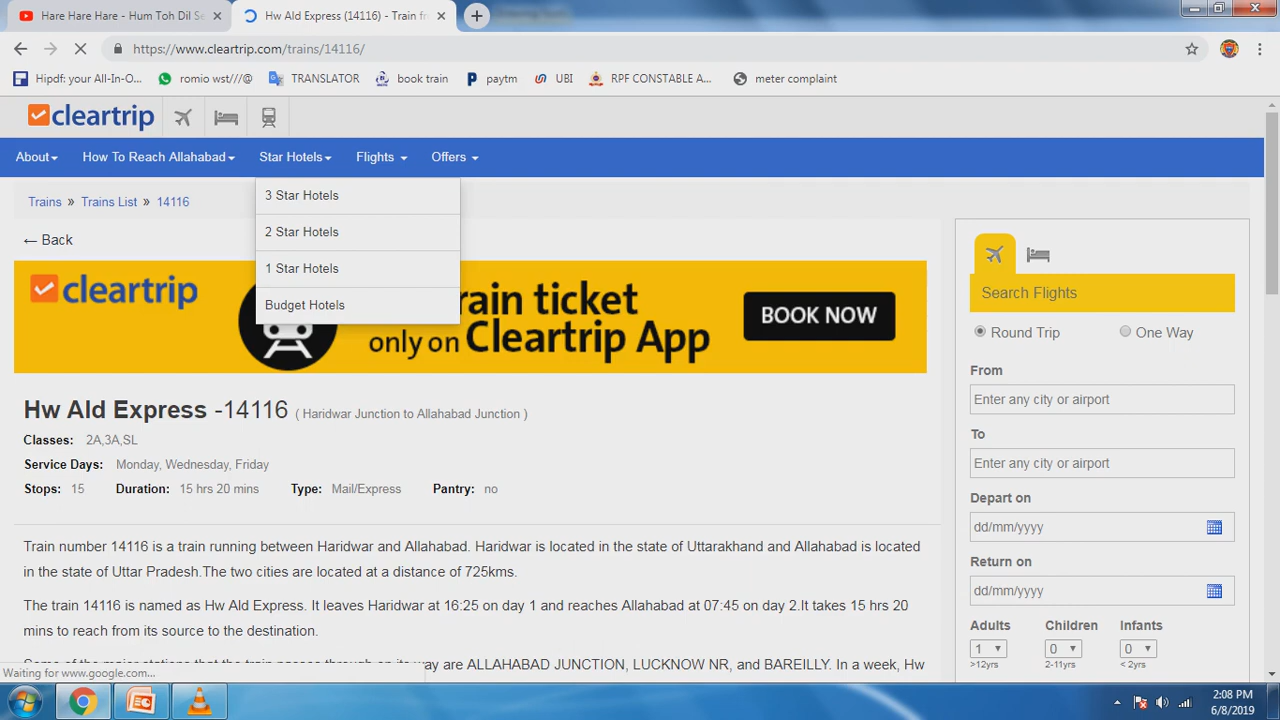 Hare Hare Hare - Hum Toh Dil Se
Hw Ald Express (14116) - Train fr
https://www.cleartrip.com/trains/14116/
Hipdf: your All-In-O...
romio wst///@
TRANSLATOR
book train
paytm
UBI
RPF CONSTABLE A...
meter complaint
cleartrip
About
How To Reach Allahabad
Star Hotels
Flights
Offers
3 Star Hotels
2 Star Hotels
1 Star Hotels
Budget Hotels
Trains » Trains List » 14116
← Back
cleartrip
rain ticket
only on Cleartrip App
BOOK NOW
Hw Ald Express -14116 ( Haridwar Junction to Allahabad Junction )
Classes: 2A,3A,SL
Service Days: Monday, Wednesday, Friday
Stops: 15 Duration: 15 hrs 20 mins Type: Mail/Express Pantry: no
Train number 14116 is a train running between Haridwar and Allahabad. Haridwar is located in the state of Uttarakhand and Allahabad is located
in the state of Uttar Pradesh.The two cities are located at a distance of 725kms.
The train 14116 is named as Hw Ald Express. It leaves Haridwar at 16:25 on day 1 and reaches Allahabad at 07:45 on day 2.It takes 15 hrs 20
mins to reach from its source to the destination.
Some of the major stations that the train passes through on its way are ALLAHABAD JUNCTION, LUCKNOW NR, and BAREILLY. In a week, Hw
Search Flights
Round Trip
One Way
From
Enter any city or airport
To
Enter any city or airport
Depart on
dd/mm/yyyy
Return on
dd/mm/yyyy
Adults Children Infants
1 0 0
>12yrs 2-11yrs < 2yrs
Waiting for www.google.com...
2:08 PM
6/8/2019